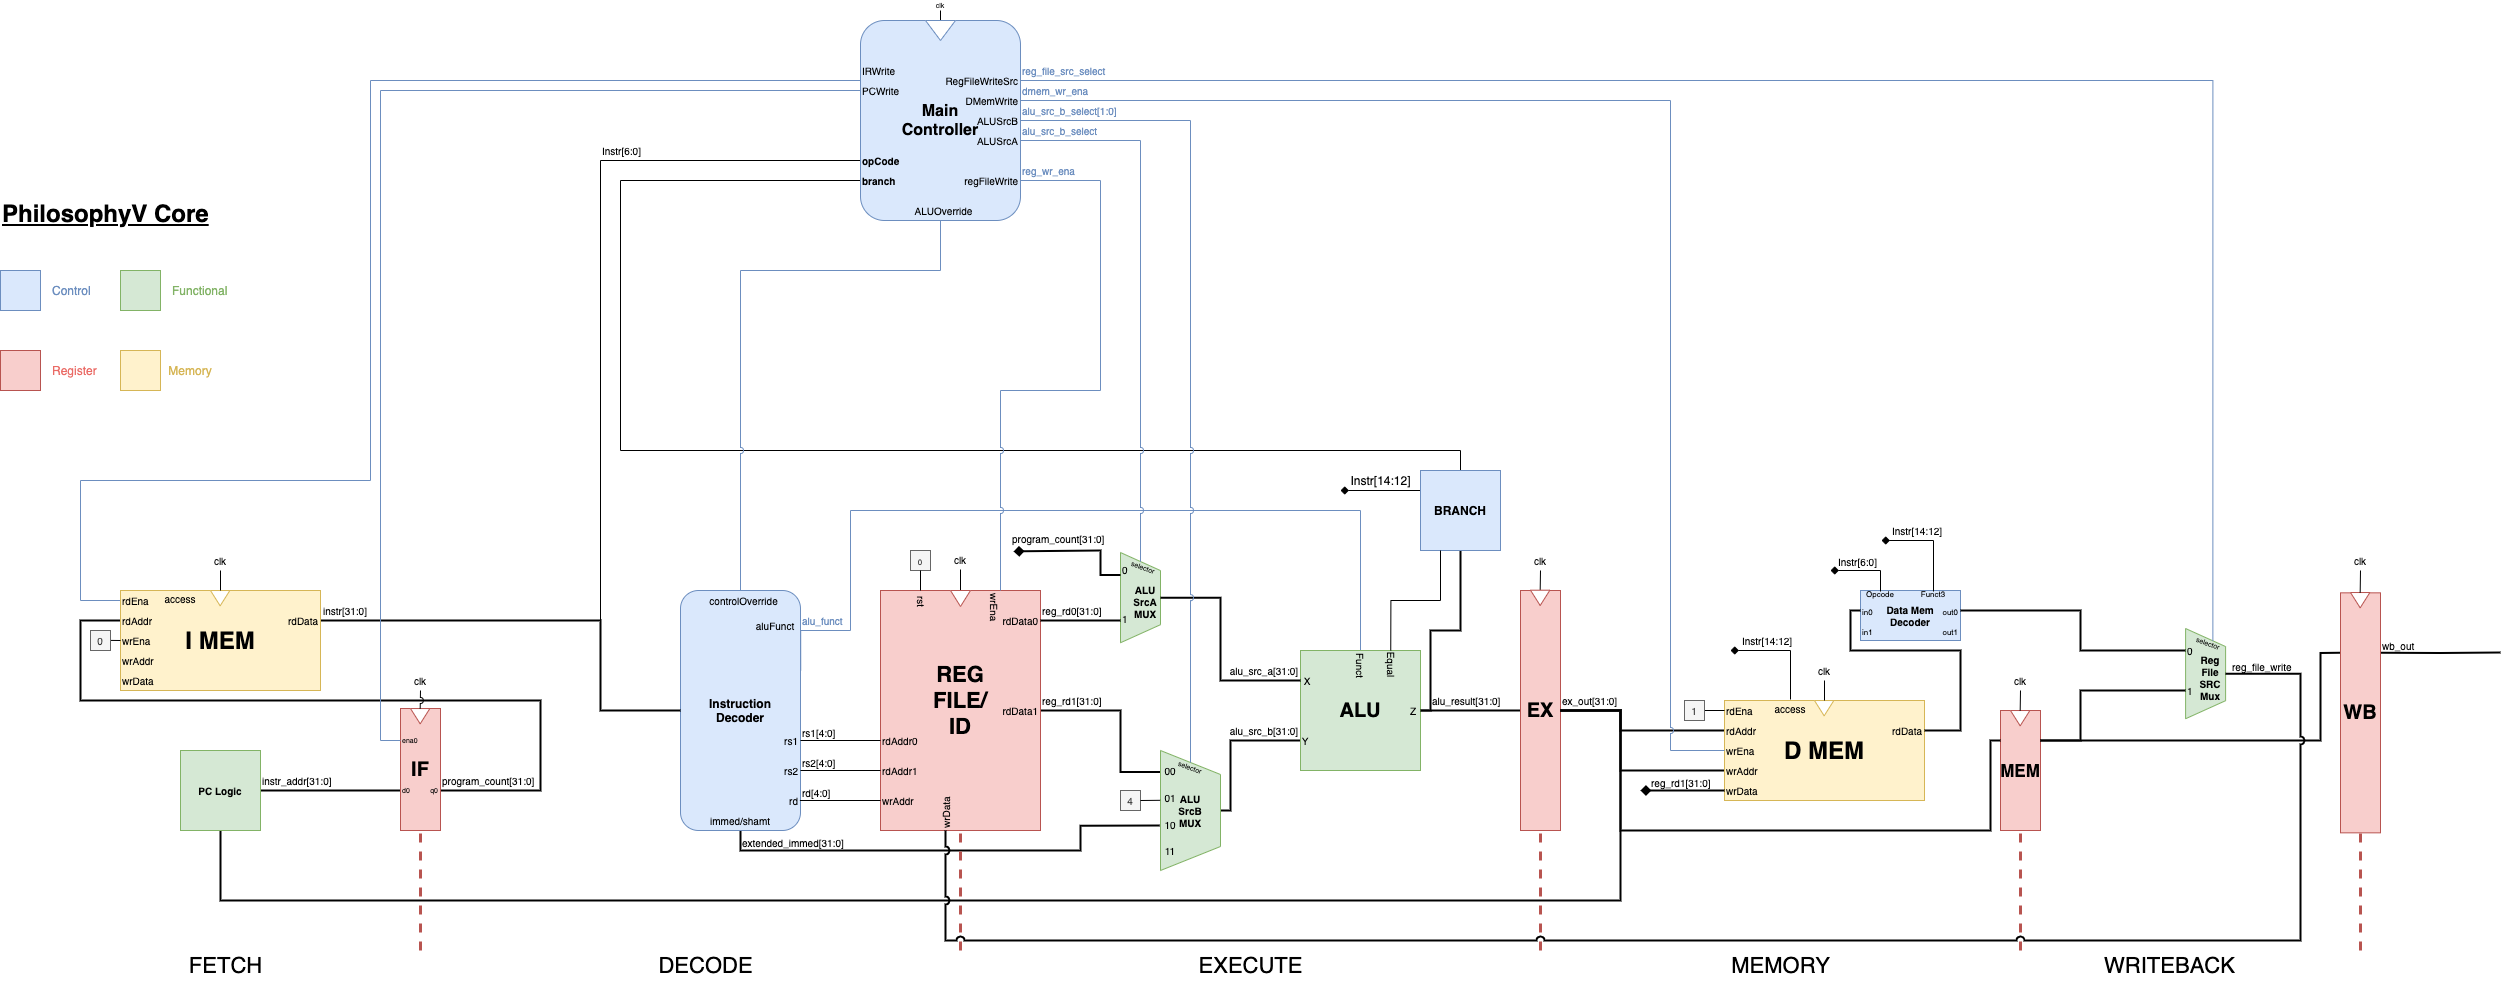 clk
IRWrite
PCWrite
RegFileWriteSrc
reg_file_src_select
DMemWrite
dmem_wr_ena
Main
Controller
ALUSrcB
alu_src_b_select[1:0]
ALUSrcA
alu_src_b_select
Instr[6:0]
opCode
branch
regFileWrite
reg_wr_ena
ALUOverride
PhilosophyV Core
Control
Functional
Register
Memory
clk
rdEna
access
rdAddr
0
wrEna
wrAddr
wrData
I MEM
rdData
instr[31:0]
PC Logic
instr_addr[31:0]
clk
ena0
IF
d0
q0
program_count[31:0]
controlOverride
aluFunct
alu_funct
Instruction
Decoder
rs1
rs1[4:0]
rs2
rs2[4:0]
rd
rd[4:0]
immed/shamt
extended_immed[31:0]
0
clk
rst
wrEna
rdData0
reg_rd0[31:0]
REG
FILE/
ID
rdData1
reg_rd1[31:0]
rdAddr0
rdAddr1
wrAddr
wrData
program_count[31:0]
selector
0
ALU
SrcA
MUX
1
selector
00
4
01
ALU
SrcB
MUX
10
11
alu_src_a[31:0]
alu_src_b[31:0]
Instr[14:12]
BRANCH
Funct
Equal
X
ALU
Z
Y
alu_result[31:0]
clk
EX
ex_out[31:0]
Instr[14:12]
clk
1
rdEna
access
rdAddr
wrEna
D MEM
rdData
wrAddr
reg_rd1[31:0]
wrData
Instr[14:12]
Instr[6:0]
Opcode
Funct3
in0
Data Mem
Decoder
out0
in1
out1
clk
MEM
selector
0
Reg
File
SRC
Mux
1
reg_file_write
clk
WB
wb_out
FETCH
DECODE
EXECUTE
MEMORY
WRITEBACK